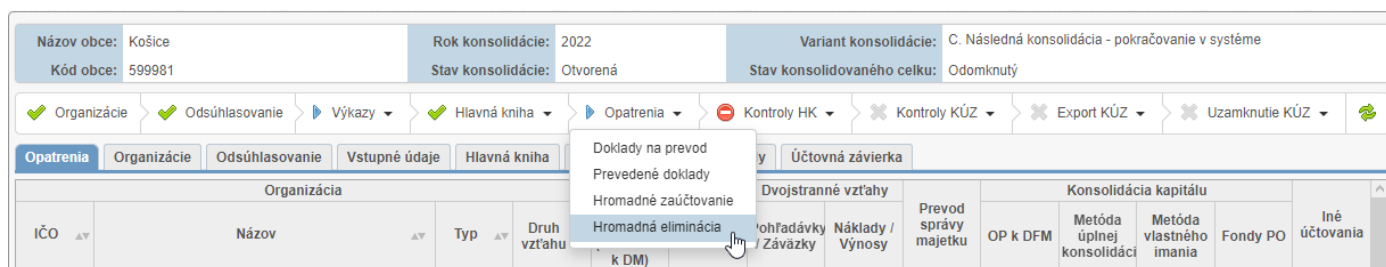 Názov obce: Košice Rok konsolidácie: 2022 Variant konsolidácie: C. Následná konsolidácia - pokračovanie v systéme
Kód obce: 599981 Stav konsolidácie: Otvorená Stav konsolidovaného celku: Odomknutý
Organizácie Odsúhlasovanie Výkazy Hlavná kniha Opatrenia Kontroly HK Kontroly KÚZ Export KÚZ Uzamknutie KÚZ
Opatrenia Organizácie Odsúhlasovanie Vstupné údaje Hlavná kniha Účtovná závierka
Doklady na prevod
Prevedené doklady
Hromadné zaúčtovanie
Hromadná eliminácia
Organizácia Dvojstranné vzťahy Konsolidácia kapitálu
IČO Názov Typ
Druh
vzťahu
k DM)
Pohľadávky
/ Záväzky
Náklady /
Výnosy
Prevod
správy
majetku
OP k DFM
Metóda
úplnej
konsolidáci
Metóda
vlastného
imania
Fondy PO
Iné
účtovania